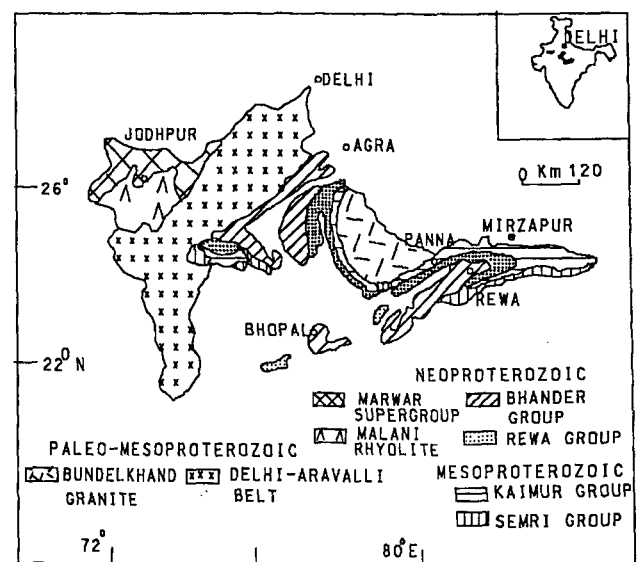 DELHI
DELHI
JODHPUR
AGRA
0 Km 120
26°
PANNA
MIRZAPUR
REWA
BHOPAL
22°N
NEOPROTEROZOIC
MARWAR SUPERGROUP
BHANDER GROUP
MALANI RHYOLITE
REWA GROUP
PALEO-MESOPROTEROZOIC
BUNDELKHAND GRANITE
DELHI-ARAVALLI BELT
MESOPROTEROZOIC
KAIMUR GROUP
SEMRI GROUP
72°
80°E